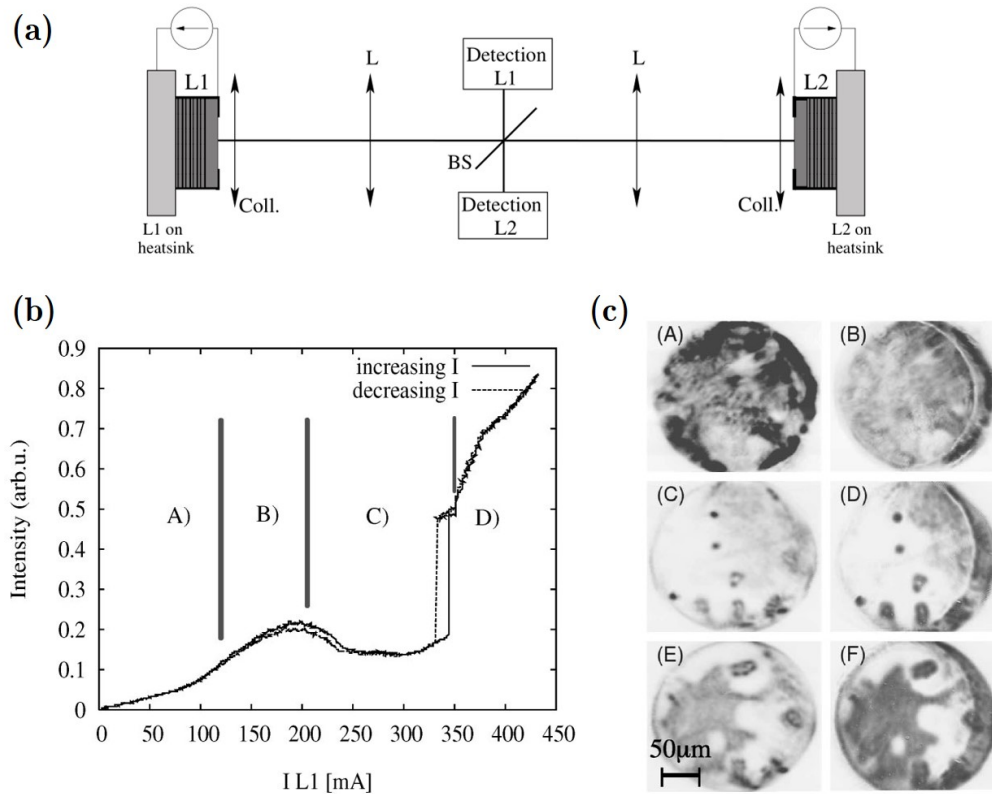 (a)
L1
L
Detection
L1
L
L2
BS
Coll.
Detection
L2
Coll.
L1 on
heatsink
L2 on
heatsink
(b)
Intensity (arb.u.)
0.9
0.8
0.7
0.6
0.5
0.4
0.3
0.2
0.1
0
increasing I
decreasing I
A)
B)
C)
D)
0 50 100 150 200 250 300 350 400 450
I L1 [mA]
(c)
(A) (B)
(C) (D)
(E) (F)
50μm